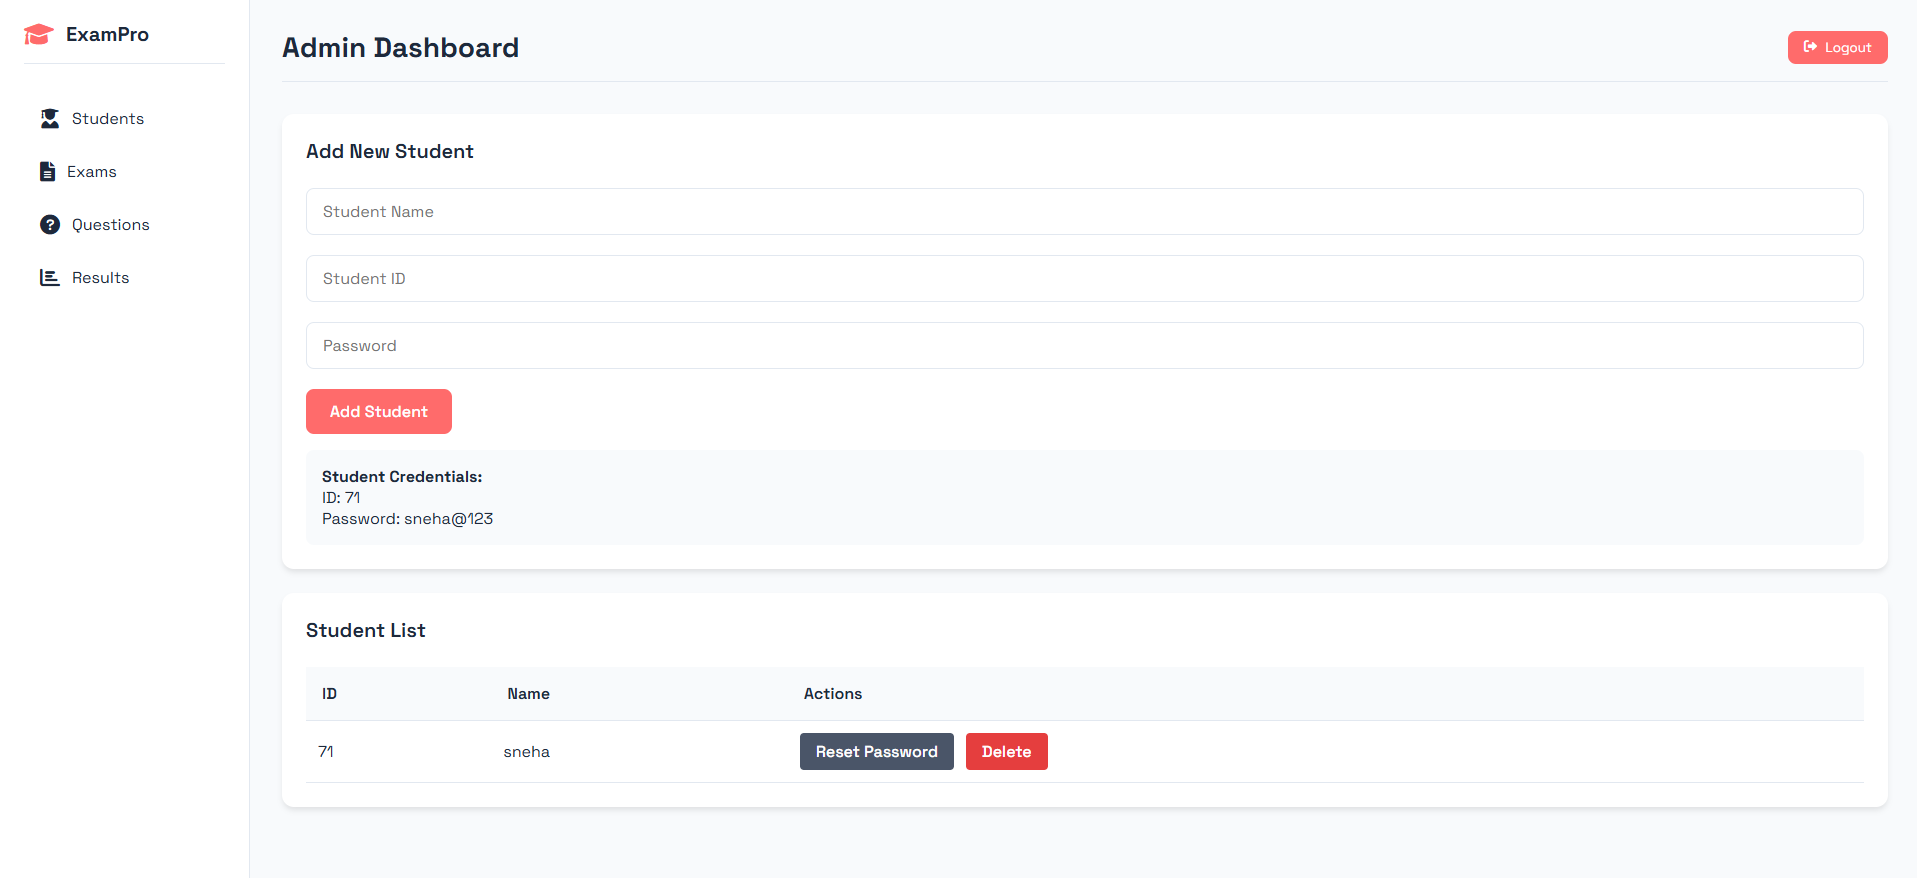 ExamPro
Students
Exams
Questions
Results
Admin Dashboard
Logout
Add New Student
Student Name
Student ID
Password
Add Student
Student Credentials:
ID: 71
Password: sneha@123
Student List
ID Name Actions
71 sneha Reset Password Delete